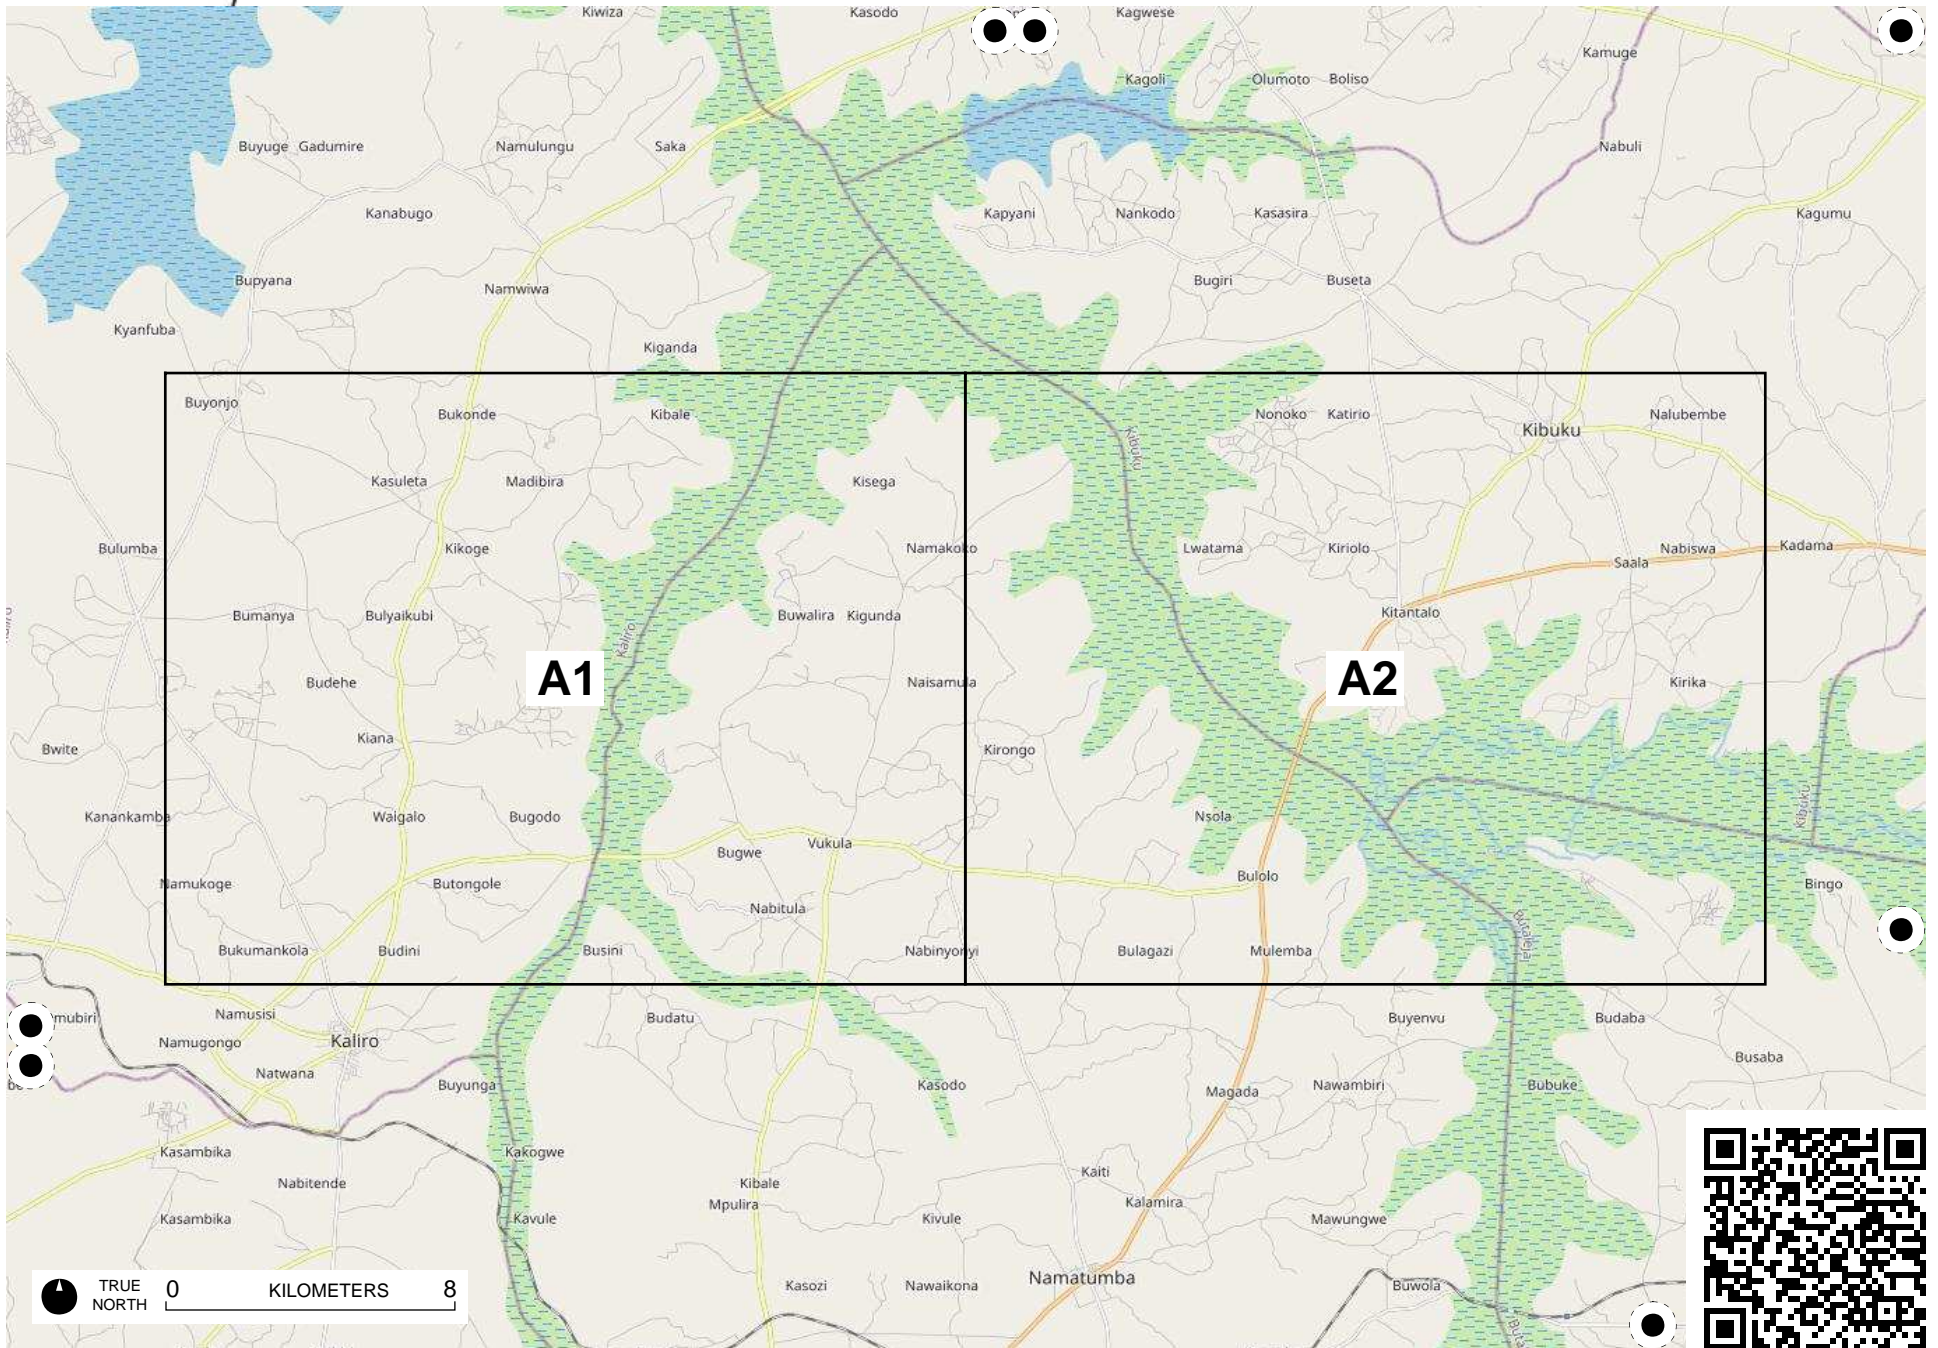 Kiwiza
Kasodo
Kagwese
Kamuge
Kagoli
Olumoto
Boliso
Buyuge
Gadumire
Namulungu
Saka
Nabuli
Kanabugo
Kapyani
Nankodo
Kasasira
Kagumu
Bupyana
Namwiwa
Bugiri
Buseta
Kyanfuba
Kiganda
Buyonjo
Bukonde
Kibale
Nonoko
Katirio
Nalubembe
Kibuku
Kibuku
Kasuleta
Madibira
Kisega
Bulumba
Kikoge
Namakoko
Lwatama
Kiriolo
Nabiswa
Kadama
Saala
Bumanya
Bulyaikubi
Buwalira
Kigunda
Kitantalo
Kaliro
A1
A2
Budehe
Naisamula
Kirika
Kiana
Bwite
Kirongo
Kanankamba
Waigalo
Bugodo
Nsola
Kibuku
Vukula
Bugwe
Namukoge
Butongole
Bulolo
Bingo
Nabitula
Butaleja
Bukumankola
Budini
Busini
Nabinyonyi
Bulagazi
Mulemba
mubiri
Namusisi
Budatu
Buyenvu
Budaba
Namugongo
Kaliro
Busaba
Natwana
Buyunga
Kasodo
Magada
Nawambiri
Bubuke
Kasambika
Kakogwe
Nabitende
Kibale
Kaiti
Mpulira
Kalamira
Kasambika
Kavule
Kivule
Mawungwe
Namatumba
Kasozi
Nawaikona
Buwola
Buta
TRUE NORTH
0 KILOMETERS 8